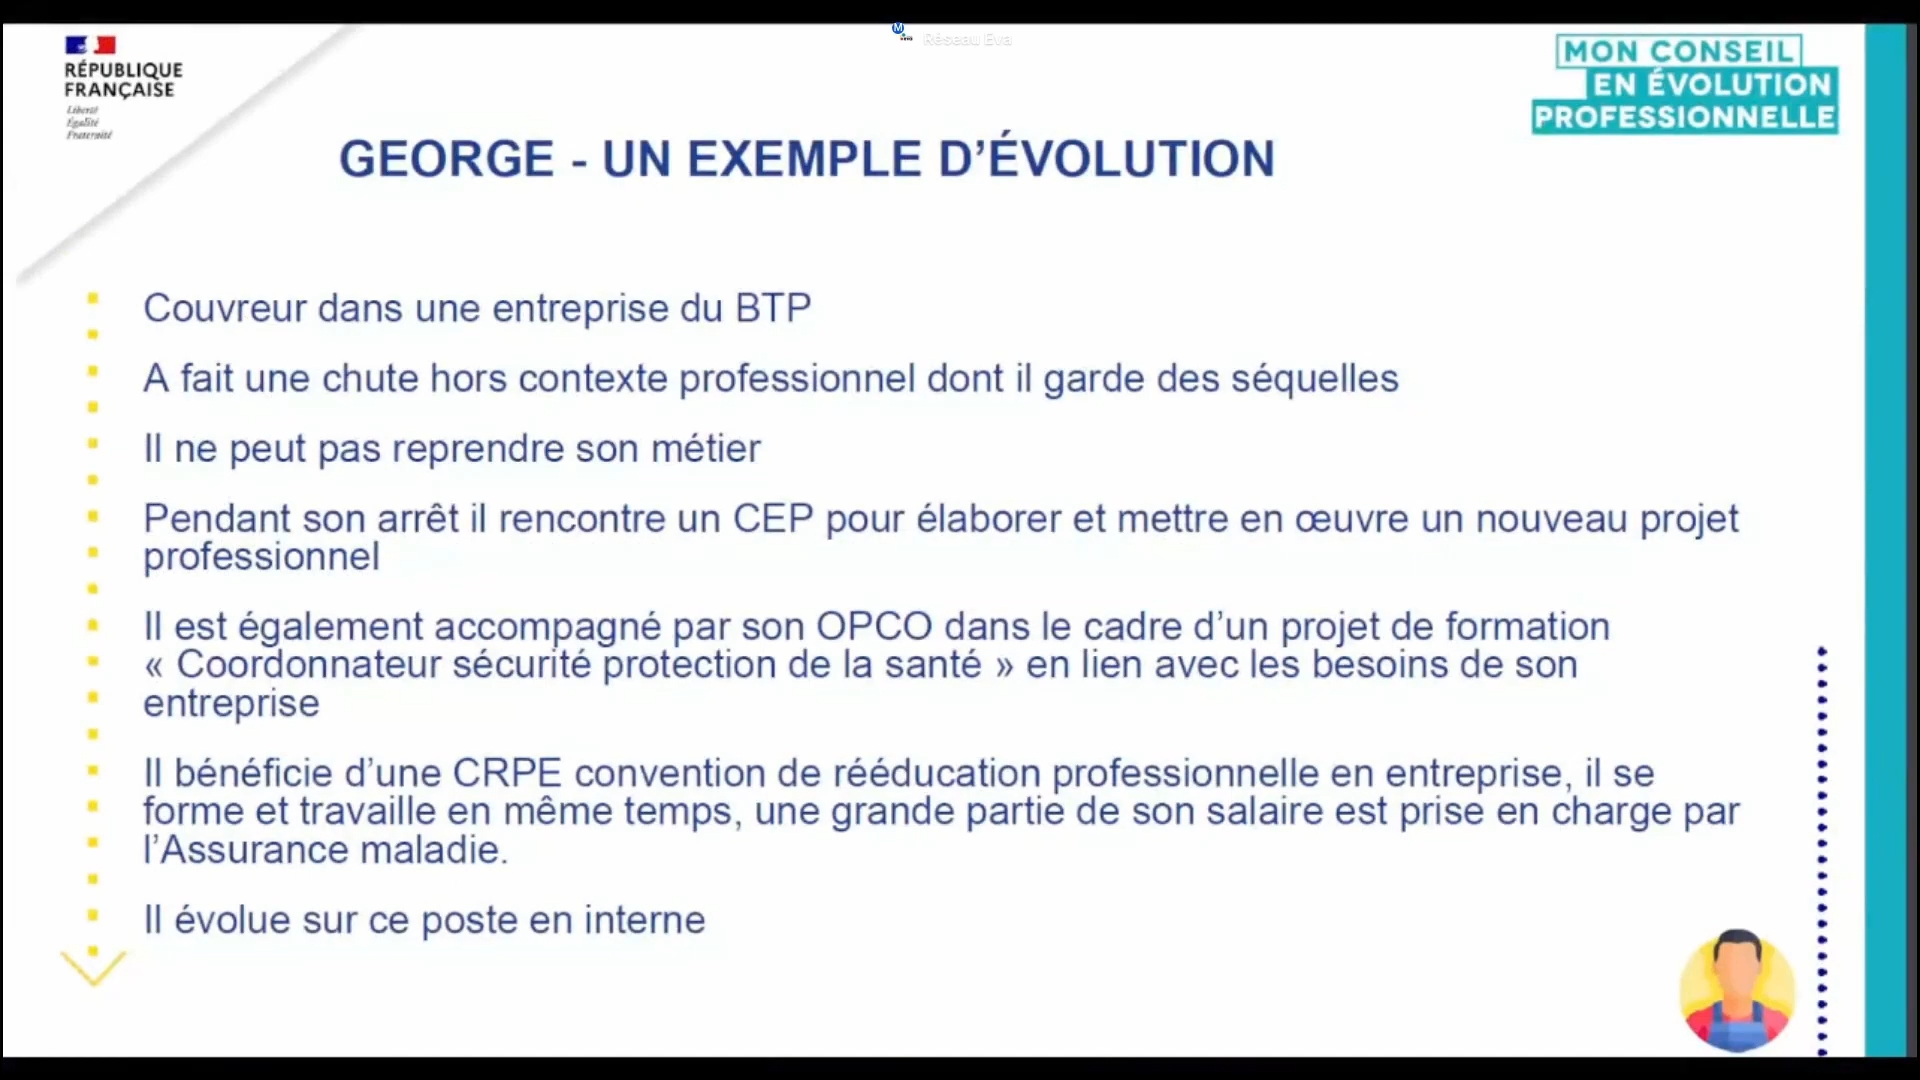 Réseau Eva
RÉPUBLIQUE
FRANÇAISE
Liberté
Égalité
Fraternité
MON CONSEIL
EN ÉVOLUTION
PROFESSIONNELLE
GEORGE - UN EXEMPLE D’ÉVOLUTION
Couvreur dans une entreprise du BTP
A fait une chute hors contexte professionnel dont il garde des séquelles
Il ne peut pas reprendre son métier
Pendant son arrêt il rencontre un CEP pour élaborer et mettre en œuvre un nouveau projet
professionnel
Il est également accompagné par son OPCO dans le cadre d’un projet de formation
« Coordonnateur sécurité protection de la santé » en lien avec les besoins de son
entreprise
Il bénéficie d’une CRPE convention de rééducation professionnelle en entreprise, il se
forme et travaille en même temps, une grande partie de son salaire est prise en charge par
l’Assurance maladie.
Il évolue sur ce poste en interne